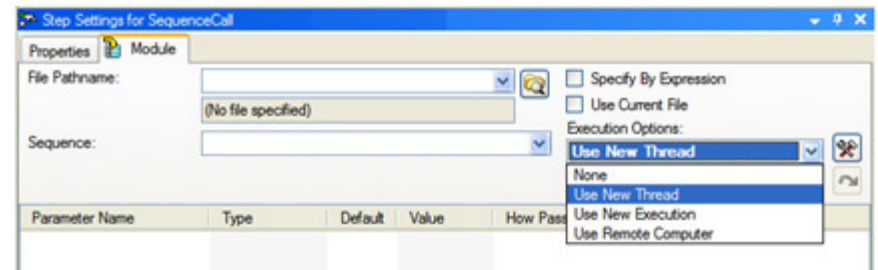 Step Settings for SequenceCall
Properties Module
File Pathname:
(No file specified)
Specify By Expression
Use Current File
Execution Options:
Sequence:
Use New Thread
None
Use New Thread
Use New Execution
Use Remote Computer
Parameter Name Type Default Value How Pass